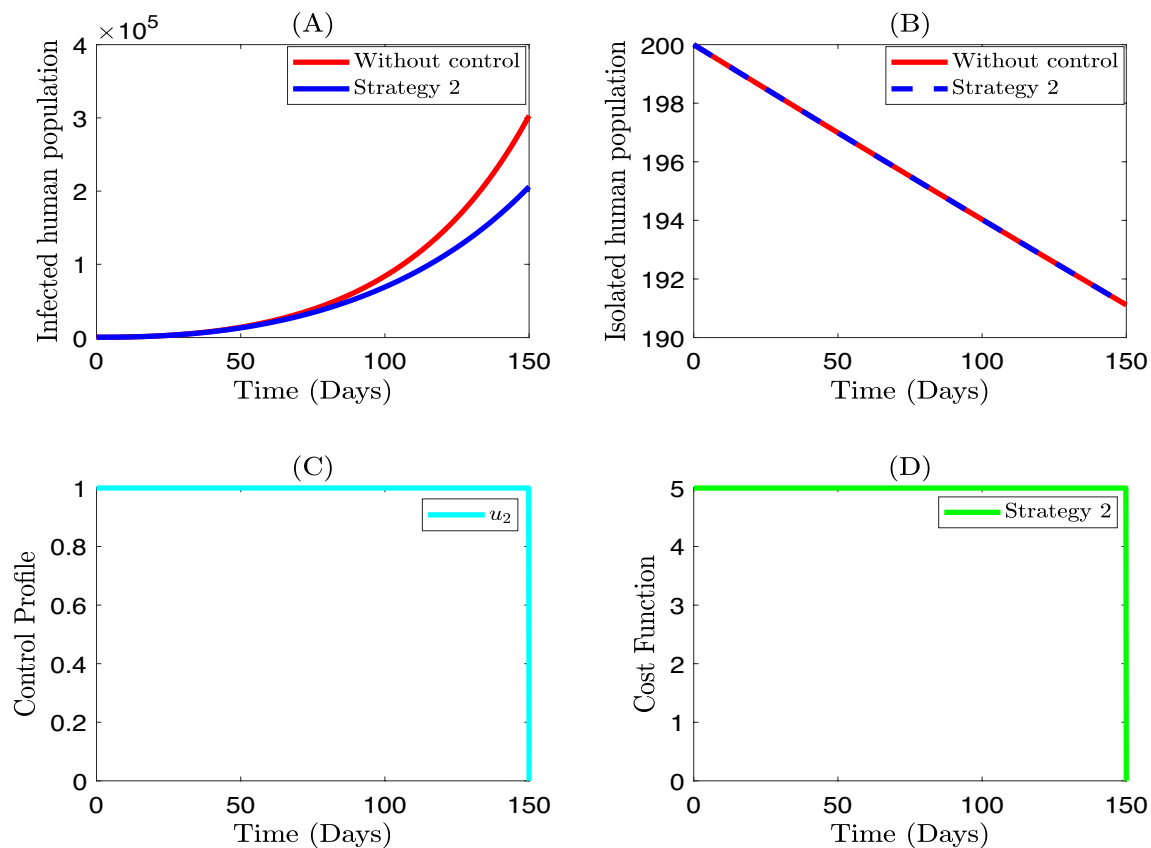 (A)
×10⁵
4
3
2
1
0
0 50 100 150
Time (Days)
Infected human population
Without control
Strategy 2
(B)
200
198
196
194
192
190
0 50 100 150
Time (Days)
Isolated human population
Without control
Strategy 2
(C)
1
0.8
0.6
0.4
0.2
0
0 50 100 150
Time (Days)
Control Profile
u₂
(D)
5
4
3
2
1
0
0 50 100 150
Time (Days)
Cost Function
Strategy 2